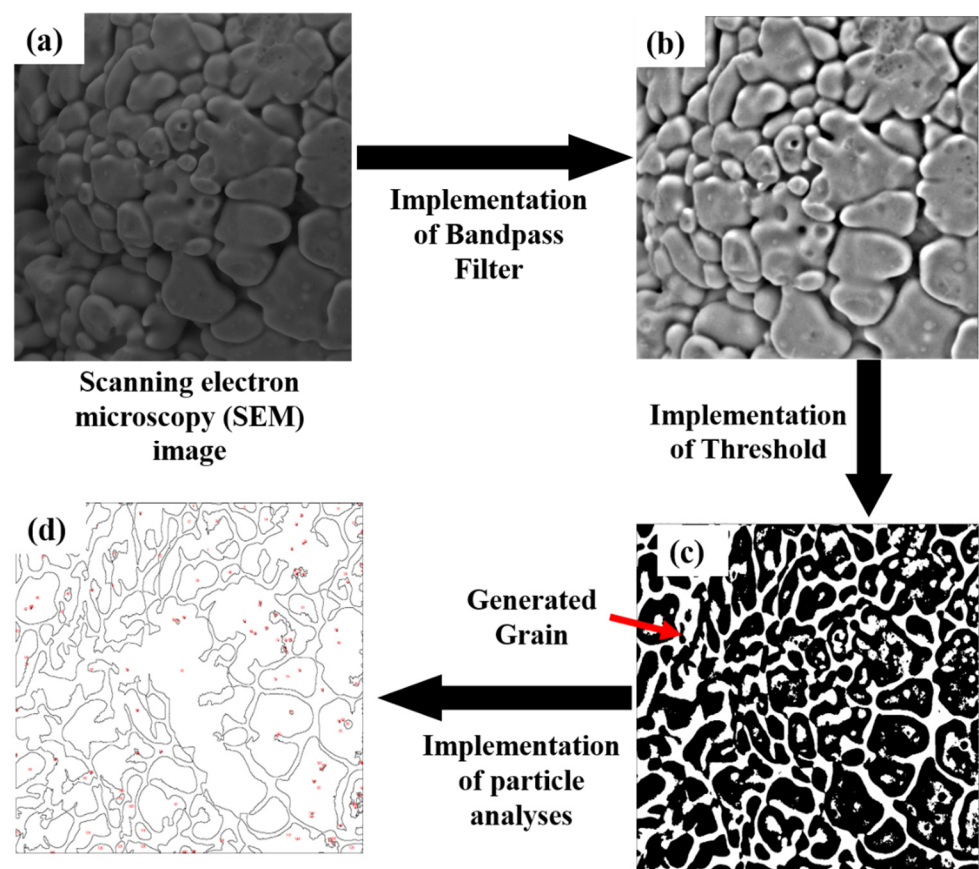 (a)
(b)
Implementation
of Bandpass
Filter
Scanning electron
microscopy (SEM)
image
Implementation
of Threshold
(d)
(c)
Generated
Grain
Implementation
of particle
analyses